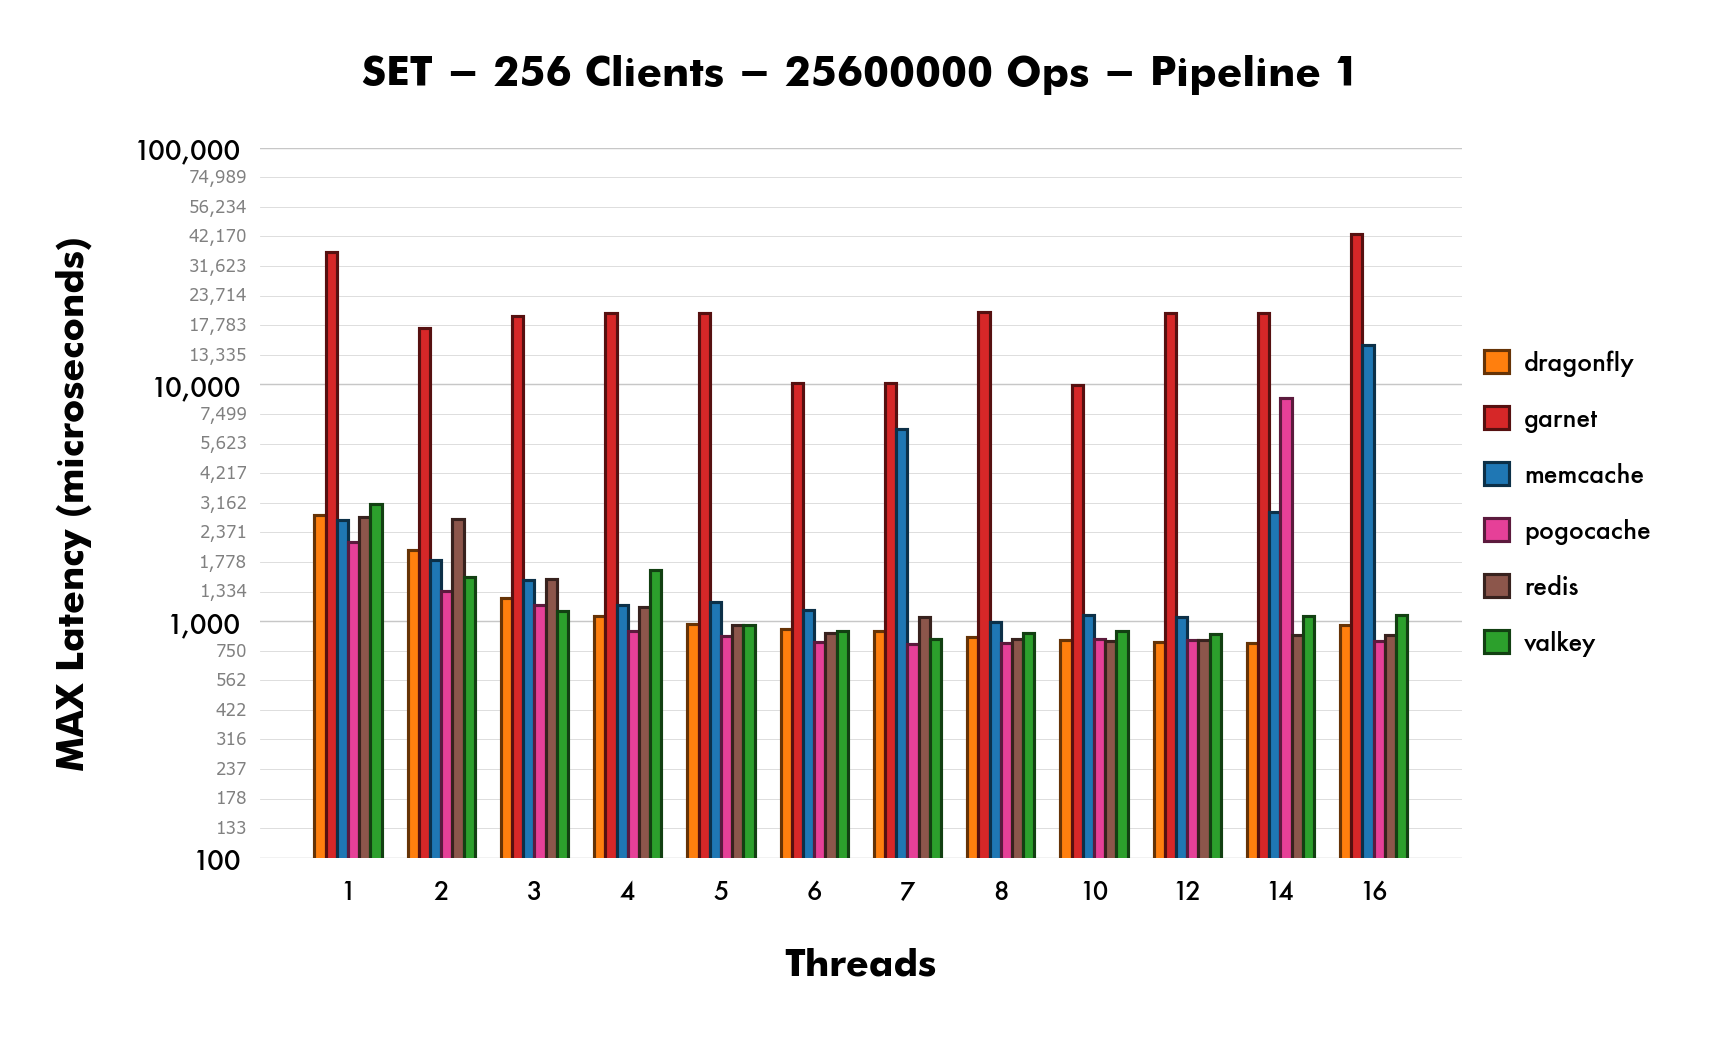 SET – 256 Clients – 25600000 Ops – Pipeline 1
MAX Latency (microseconds)
100,000
74,989
56,234
42,170
31,623
23,714
17,783
13,335
10,000
7,499
5,623
4,217
3,162
2,371
1,778
1,334
1,000
750
562
422
316
237
178
133
100
1 2 3 4 5 6 7 8 10 12 14 16
Threads
dragonfly
garnet
memcache
pogocache
redis
valkey